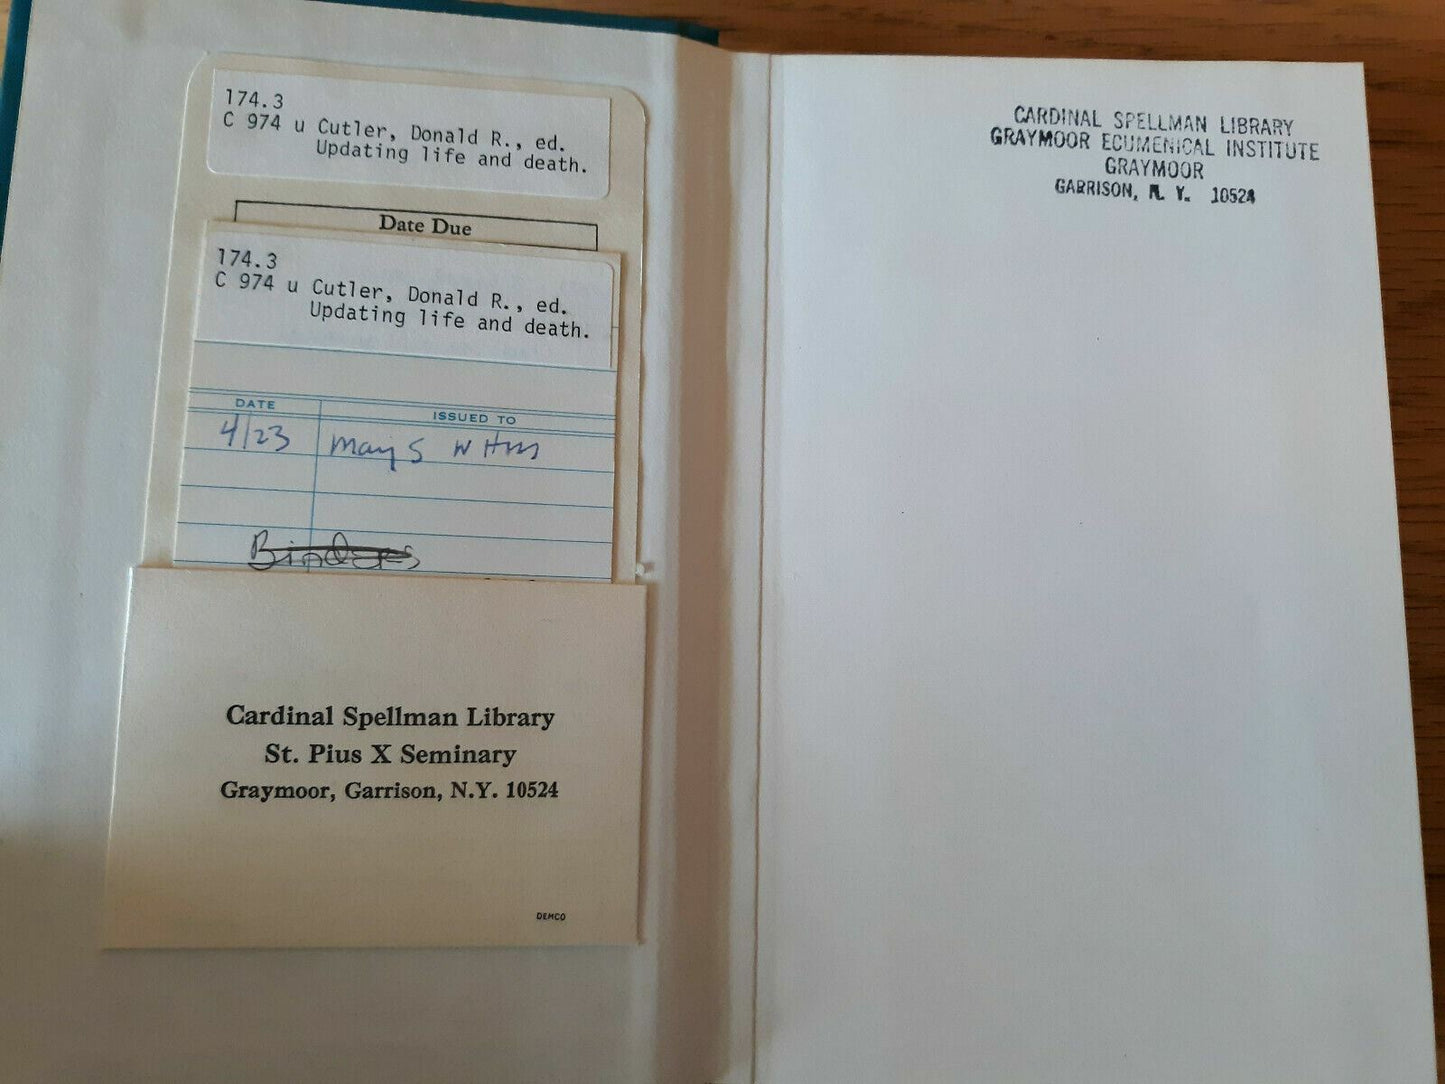 174.3
C 974 u Cutler, Donald R., ed.
Updating life and death.
Date Due
174.3
C 974 u Cutler, Donald R., ed.
Updating life and death.
DATE ISSUED TO
4/23
Cardinal Spellman Library
St. Pius X Seminary
Graymoor, Garrison, N.Y. 10524
DEMCO
CARDINAL SPELLMAN LIBRARY
GRAYMOOR ECUMENICAL INSTITUTE
GRAYMOOR
GARRISON, N. Y. 10524